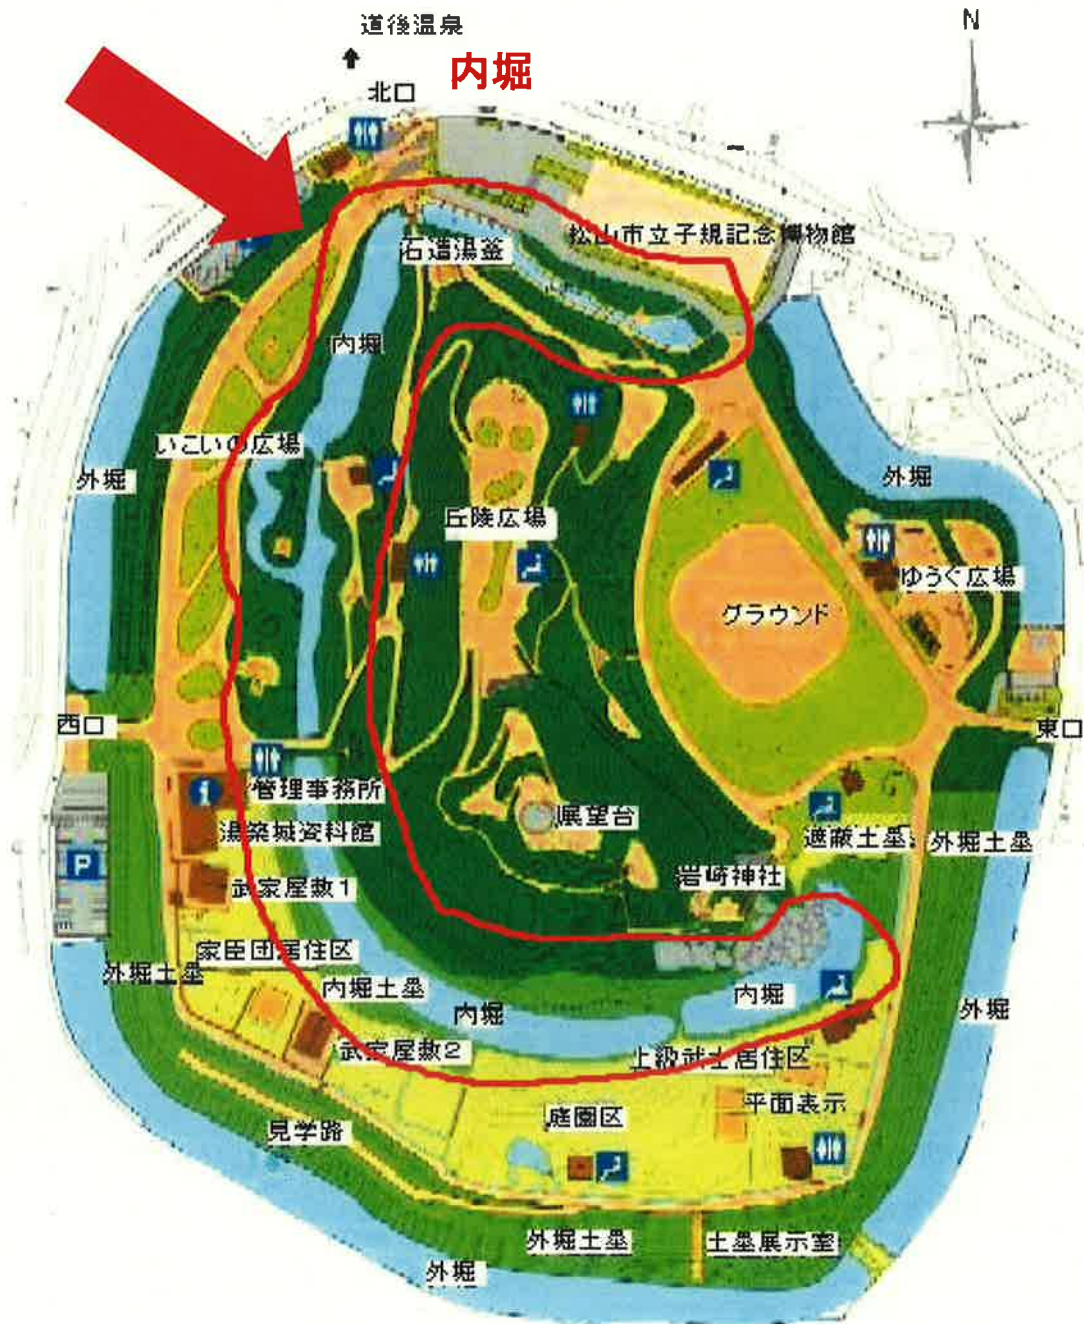 道後温泉
内堀
北口
N
松山市立子規記念博物館
石造湯釜
内堀
いこいの広場
外堀
外堀
丘陵広場
ゆうぐ広場
グラウンド
西口
東口
管理事務所
展望台
湯築城資料館
遮蔽土塁
外堀土塁
岩崎神社
武家屋敷1
家臣団居住区
外堀土塁
内堀土塁
内堀
内堀
外堀
武家屋敷2
上級武士居住区
平面表示
庭園区
見学路
外堀土塁
土塁展示室
外堀
P
i